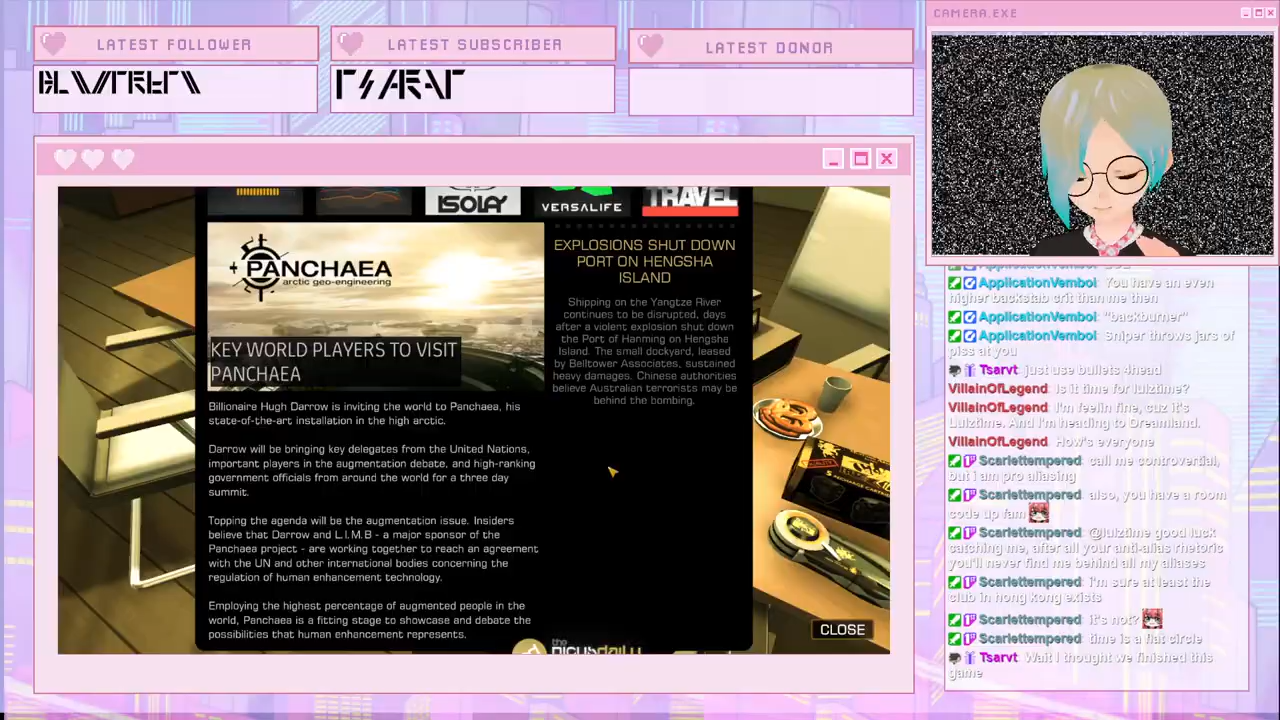 LATEST FOLLOWER
LATEST SUBSCRIBER
LATEST DONOR
TSARVT
CAMERA.EXE
ISOLAY
VERSALIFE
TRAVEL
PANCHAEA
arctic geo-engineering
KEY WORLD PLAYERS TO VISIT
PANCHAEA
Billionaire Hugh Darrow is inviting the world to Panchaea, his
state-of-the-art installation in the high arctic.
Darrow will be bringing key delegates from the United Nations,
important players in the augmentation debate, and high-ranking
government officials from around the world for a three day
summit.
Topping the agenda will be the augmentation issue. Insiders
believe that Darrow and L.I.M.B - a major sponsor of the
Panchaea project - are working together to reach an agreement
with the UN and other international bodies concerning the
regulation of human enhancement technology.
Employing the highest percentage of augmented people in the
world, Panchaea is a fitting stage to showcase and debate the
possibilities that human enhancement represents.
EXPLOSIONS SHUT DOWN
PORT ON HENGSHA
ISLAND
Shipping on the Yangtze River
continues to be disrupted, days
after a violent explosion shut down
the Port of Hanming on Hengsha
Island. The small dockyard, leased
by Belltower Associates, sustained
heavy damages. Chinese authorities
believe Australian terrorists may be
behind the bombing.
the
picusdaily
CLOSE
ApplicationVembol: You have an even
higher backstab crit than me then
ApplicationVembol: "backburner"
ApplicationVembol: Sniper throws jars of
piss at you
Tsarvt: just use bullets 4head
VillainOfLegend: Is it time for lulztime?
VillainOfLegend: I'm feelin fine, cuz it's
Lulztime. And I'm heading to Dreamland.
VillainOfLegend: How's everyone
Scarlettempered: call me controvertial,
but i am pro aliasing
Scarlettempered: also, you have a room
code up fam
Scarlettempered: @lulztime good luck
catching me, after all your anti-alias rhetoric
you'll never find me behind all my aliases
Scarlettempered: I'm sure at least the
club in hong kong exists
Scarlettempered: it's not?
Scarlettempered: time is a flat circle
Tsarvt: Wait I thought we finished this
game